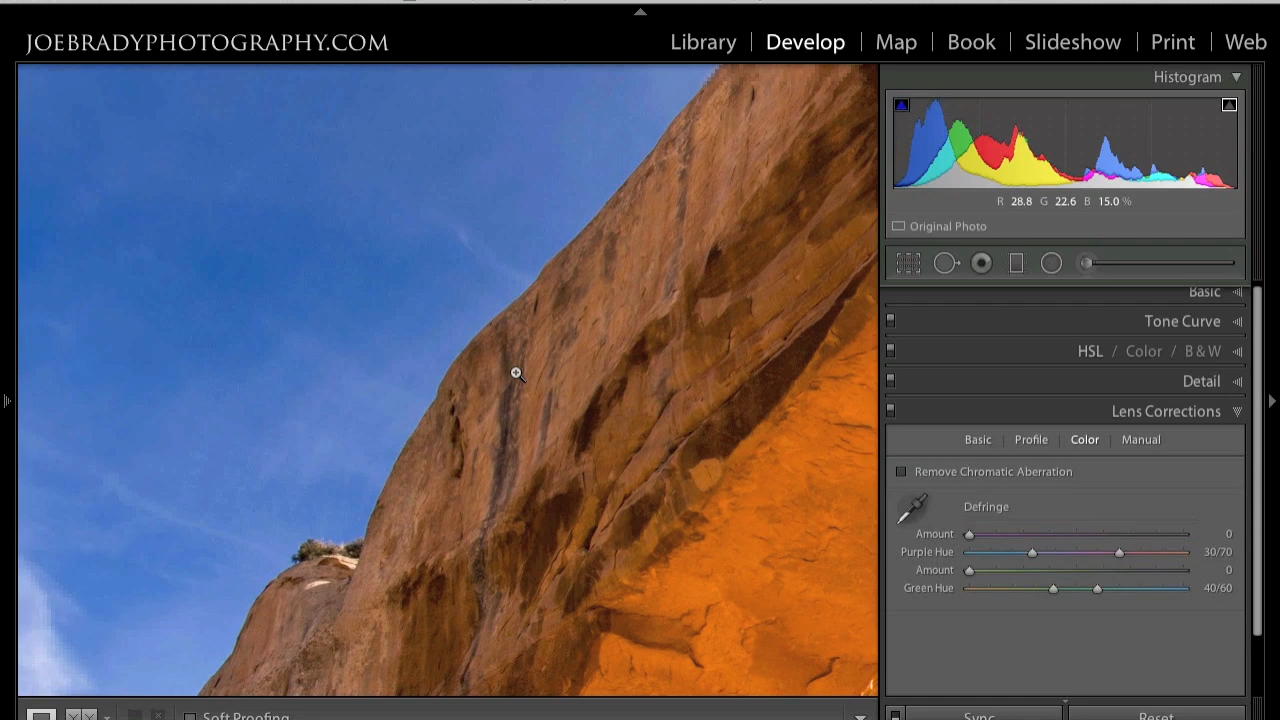 JOEBRADYPHOTOGRAPHY.COM
Library | Develop | Map | Book | Slideshow | Print | Web
Histogram
R 28.8 G 22.6 B 15.0 %
Original Photo
Basic
Tone Curve
HSL / Color / B & W
Detail
Lens Corrections
Basic | Profile | Color | Manual
Remove Chromatic Aberration
Defringe
Amount 0
Purple Hue 30/70
Amount 0
Green Hue 40/60
Soft Proofing
Sync...
Reset